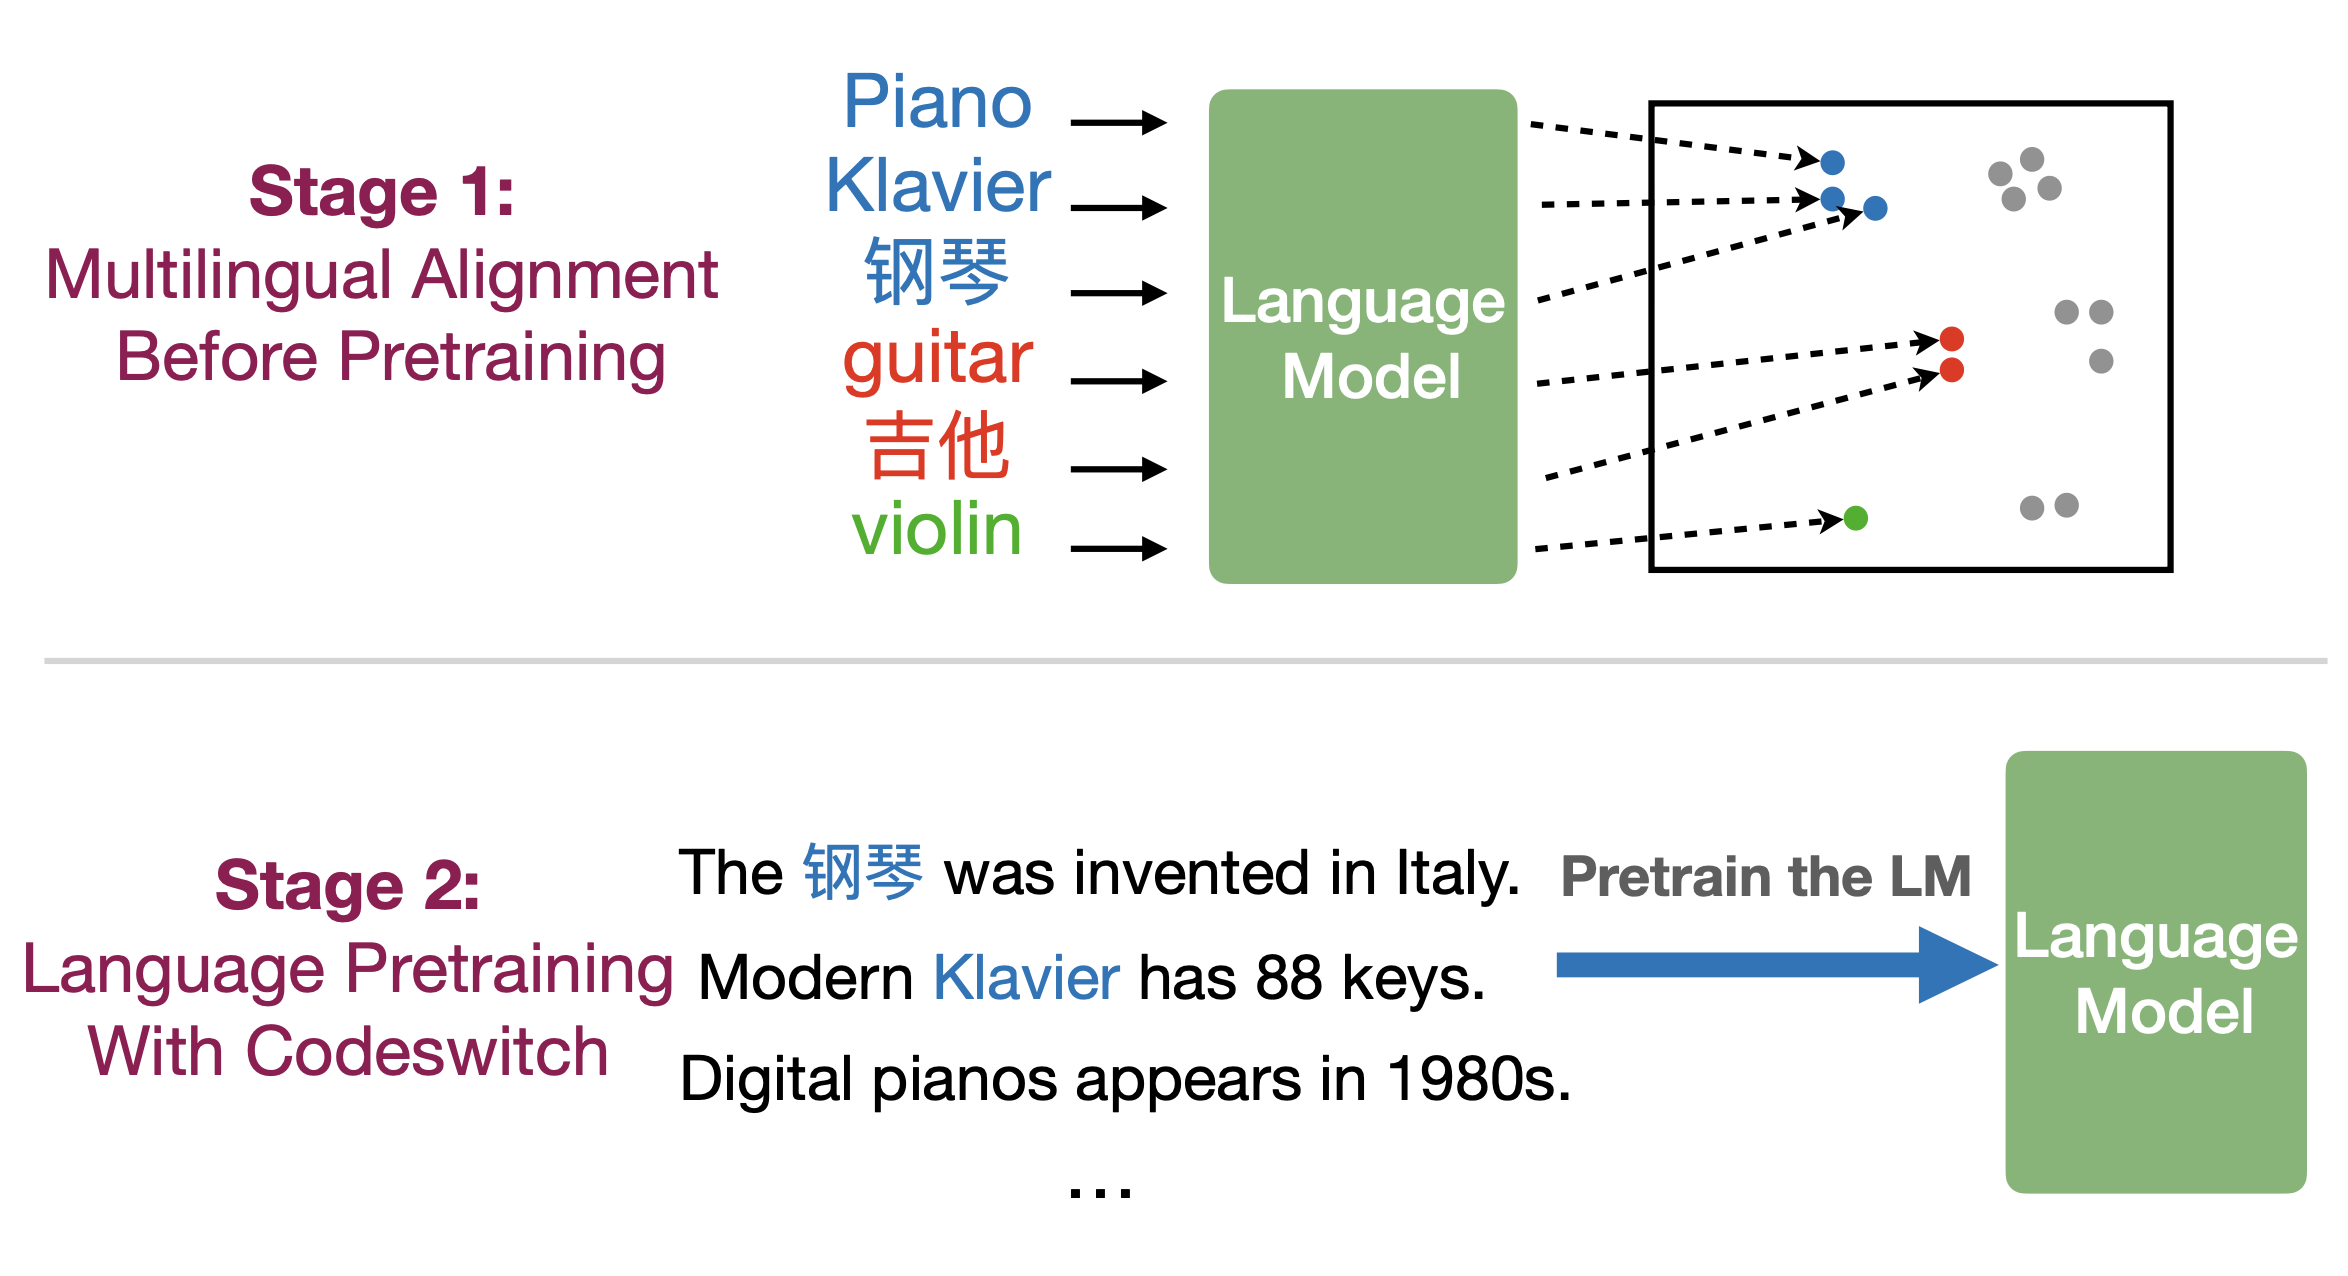 Stage 1:
Multilingual Alignment
Before Pretraining
Piano
Klavier
钢琴
guitar
吉他
violin
Language
Model
Stage 2:
Language Pretraining
With Codeswitch
The 钢琴 was invented in Italy.
Modern Klavier has 88 keys.
Digital pianos appears in 1980s.
...
Pretrain the LM
Language
Model